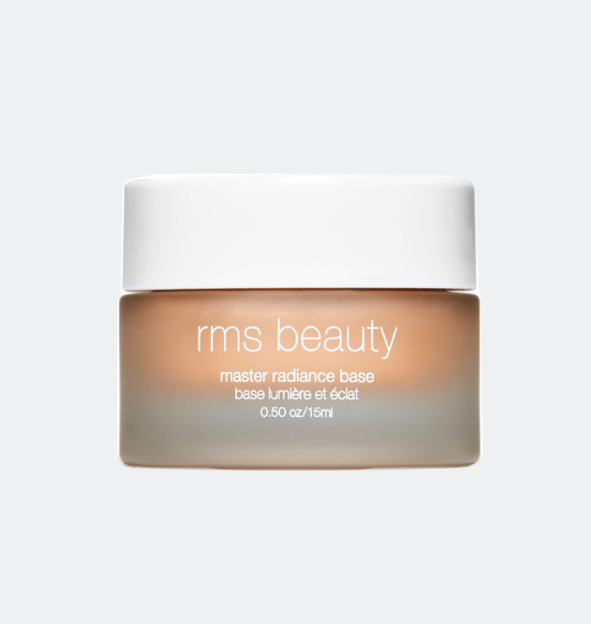 rms beauty
master radiance base
base lumière et éclat
0.50 oz/15ml